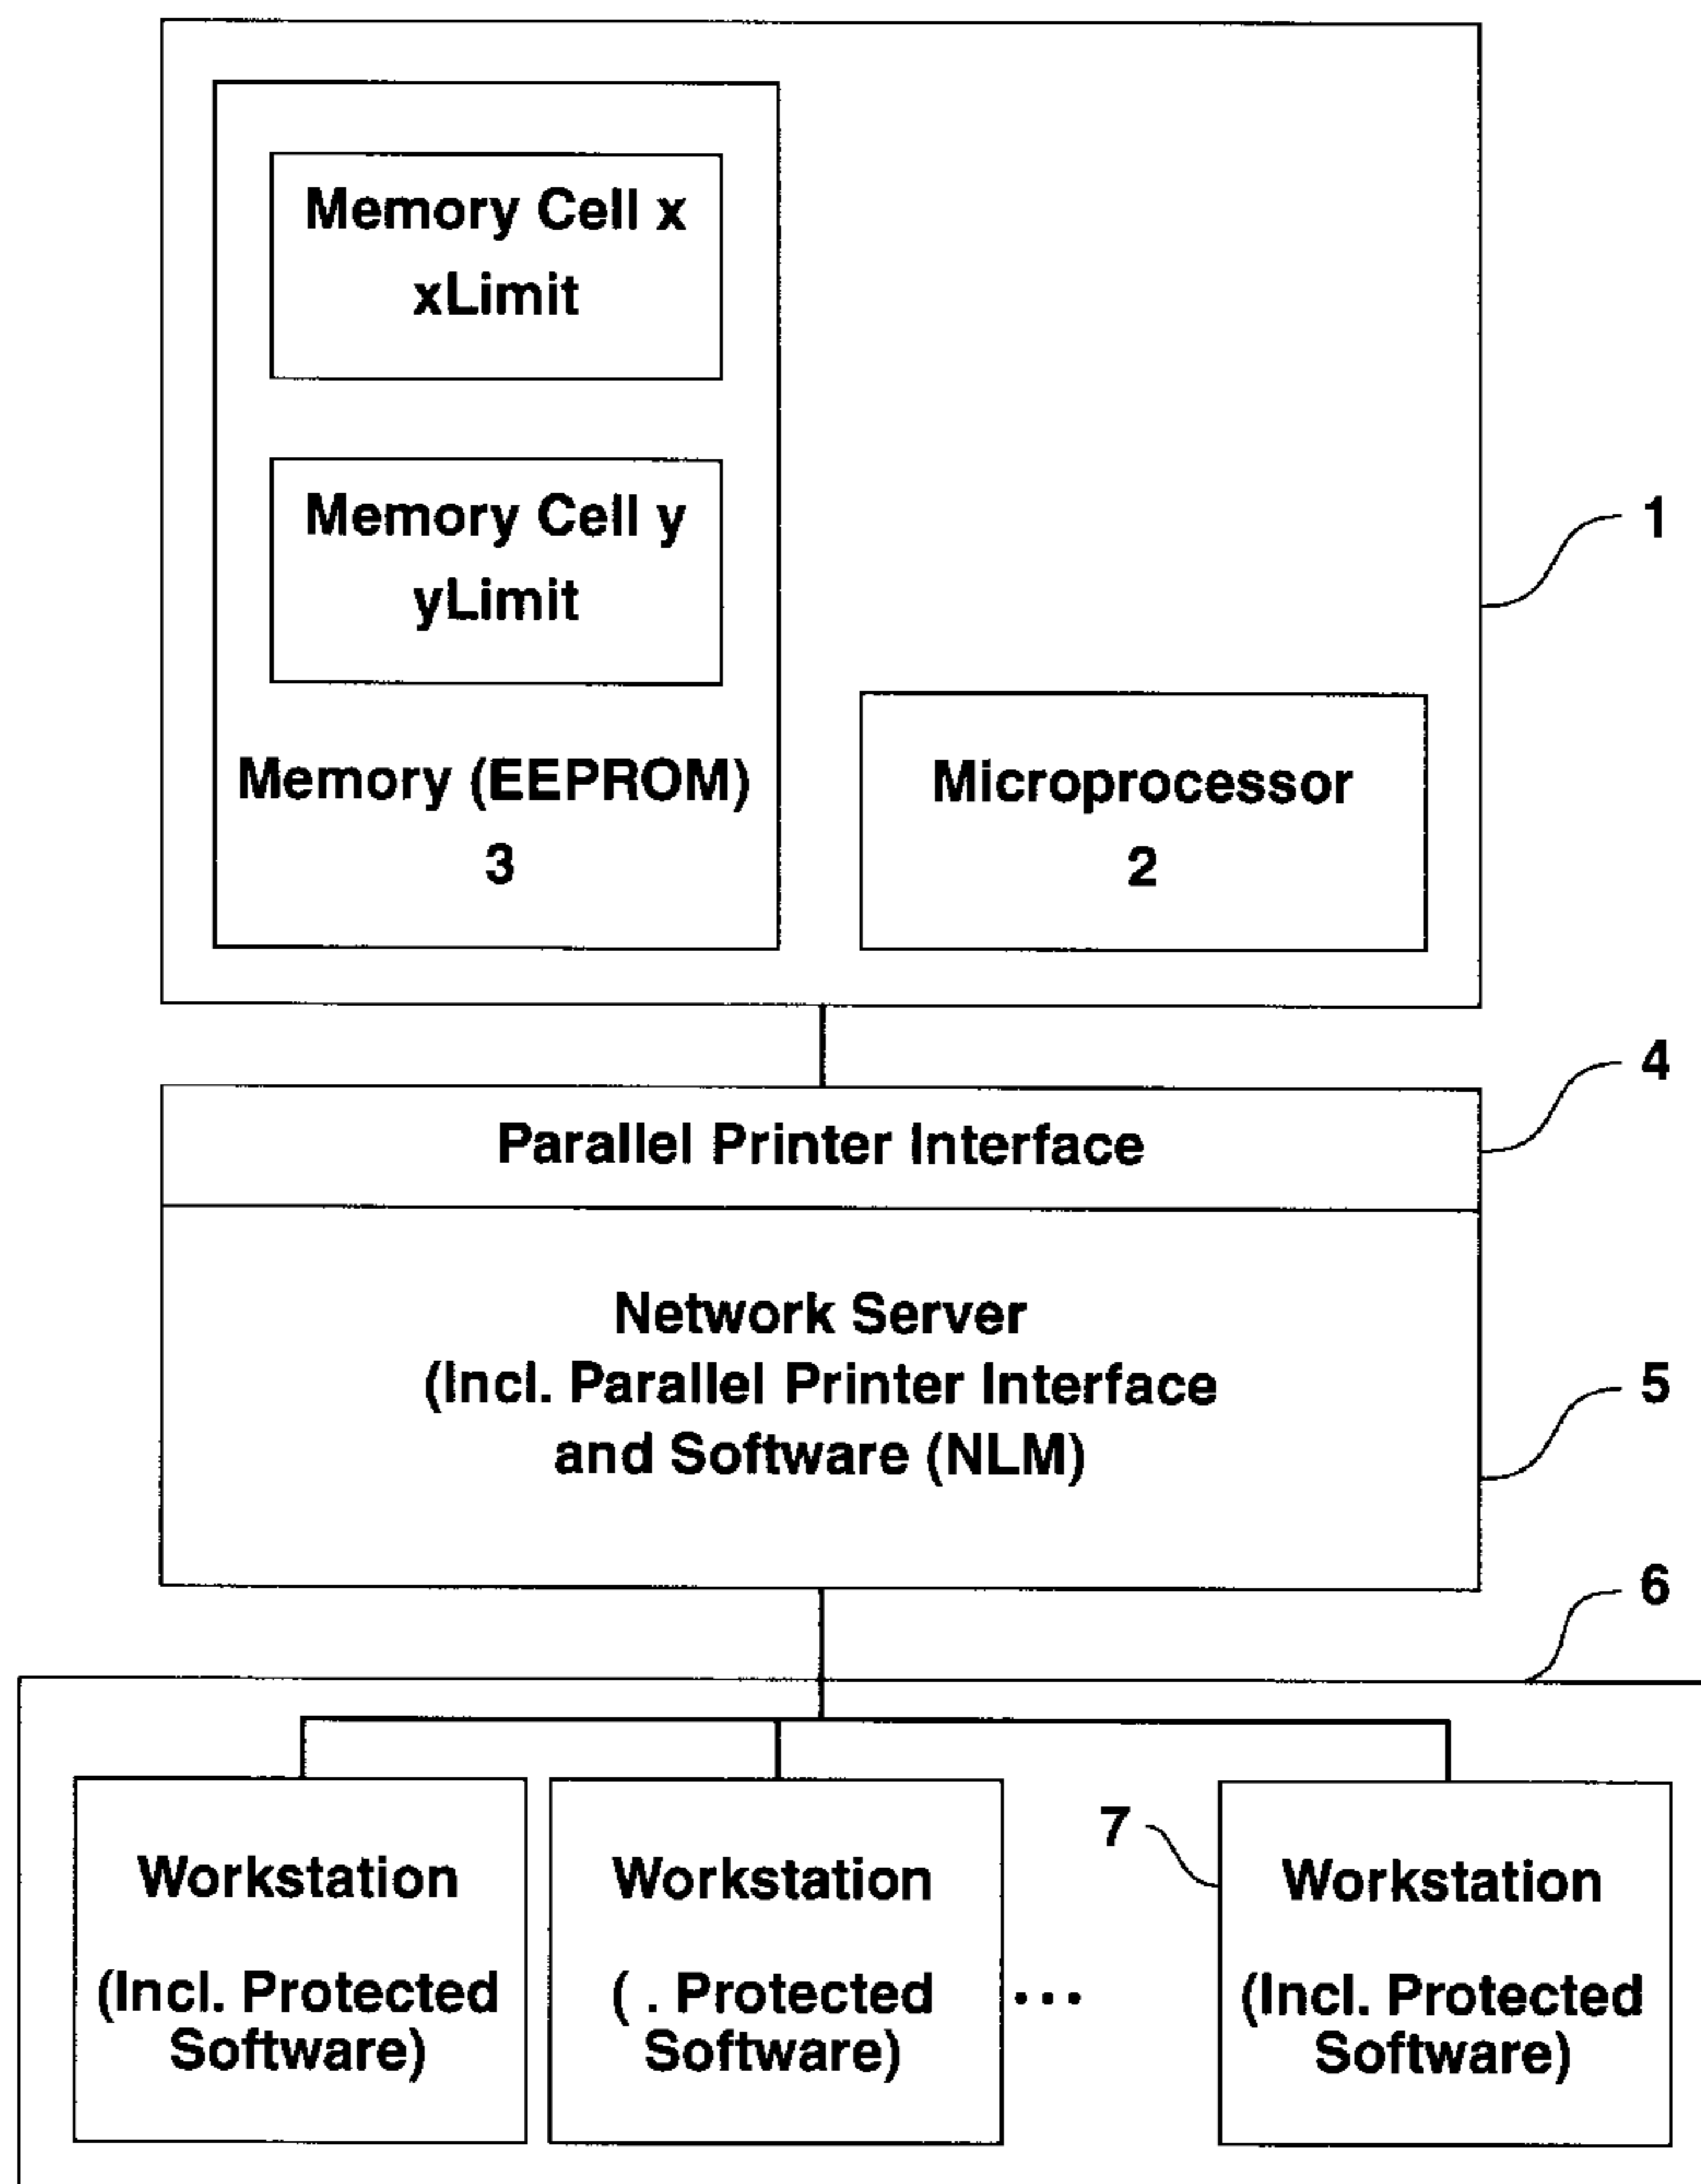 Memory Cell x
xLimit
Memory Cell y
yLimit
1
Memory (EEPROM)
3
Microprocessor
2
4
Parallel Printer Interface
Network Server
(Incl. Parallel Printer Interface
and Software (NLM)
5
6
7
Workstation
(Incl. Protected
Software)
Workstation
( . Protected
Software)
...
Workstation
(Incl. Protected
Software)